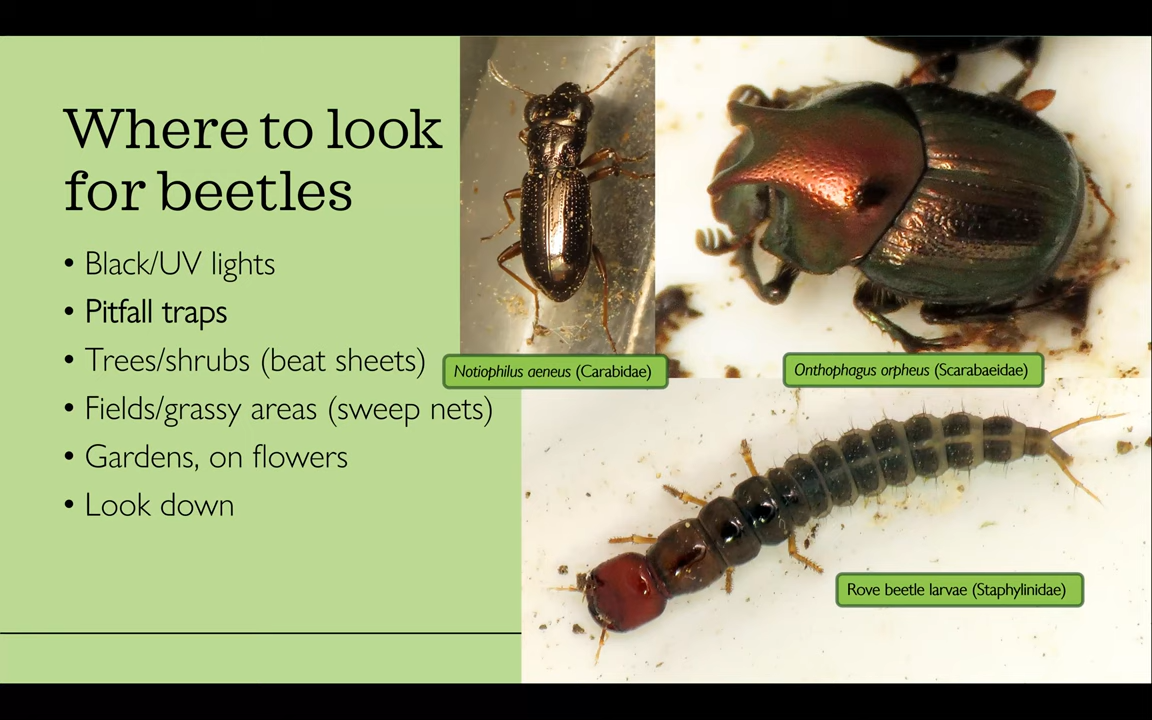 Where to look
for beetles
• Black/UV lights
• Pitfall traps
• Trees/shrubs (beat sheets)
• Fields/grassy areas (sweep nets)
• Gardens, on flowers
• Look down
Notiophilus aeneus (Carabidae)
Onthophagus orpheus (Scarabaeidae)
Rove beetle larvae (Staphylinidae)